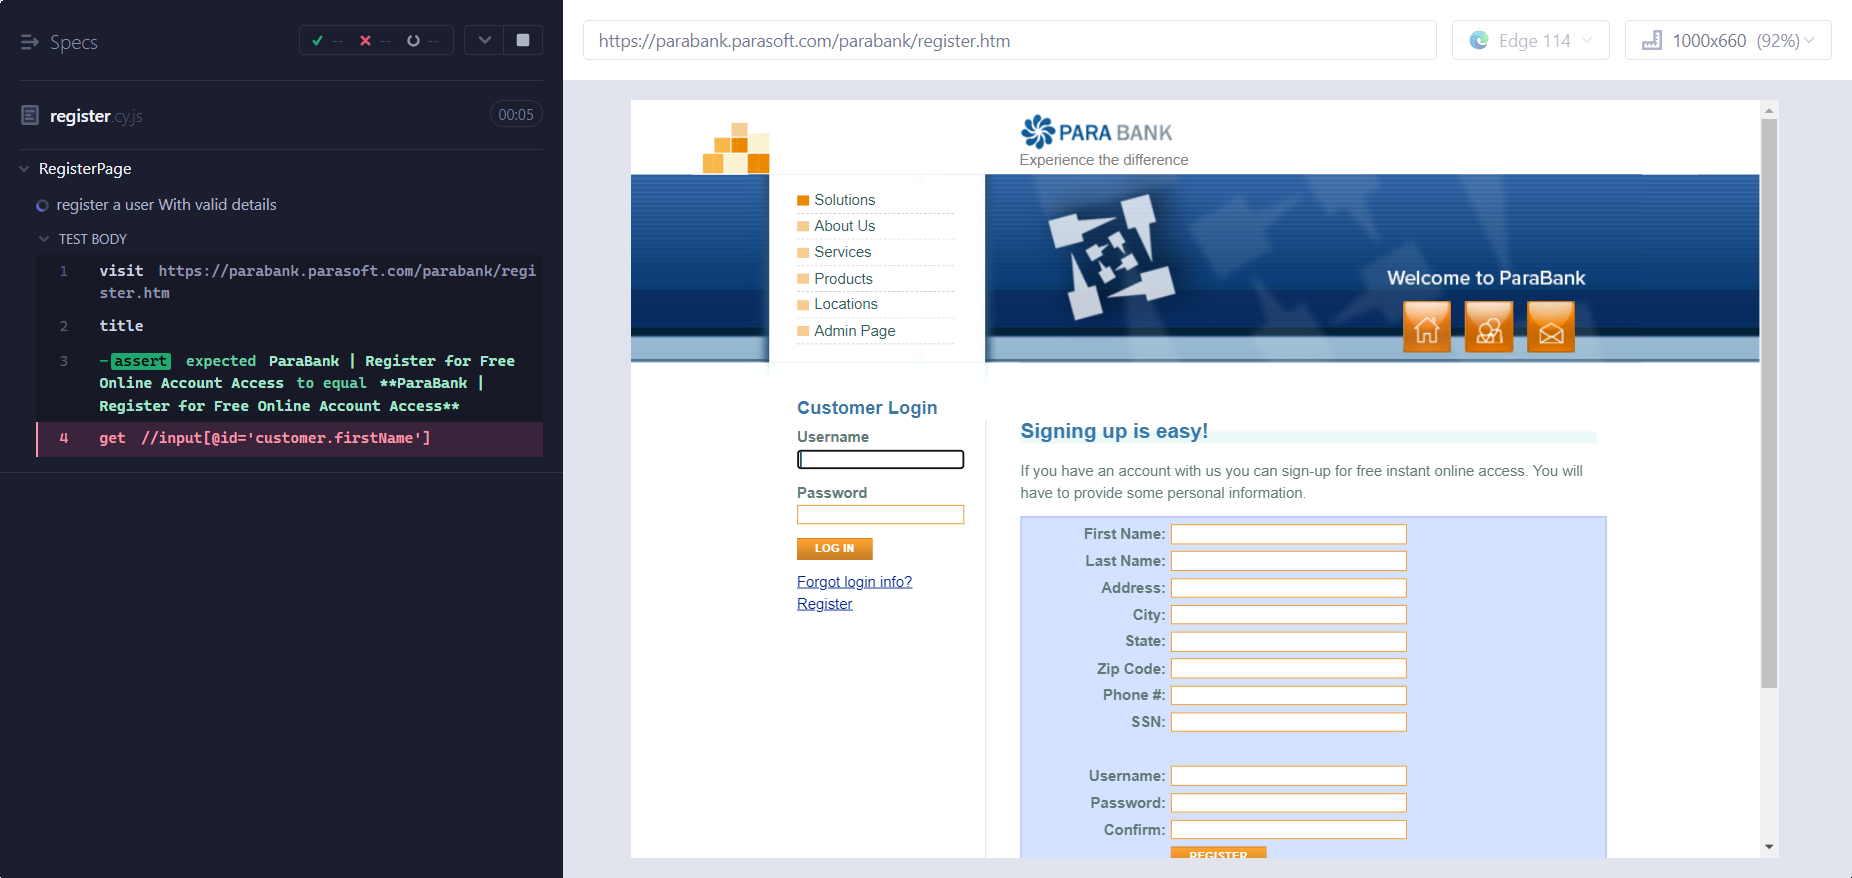 Specs
-- -- --
register.cy.js 00:05
RegisterPage
register a user With valid details
TEST BODY
1 visit https://parabank.parasoft.com/parabank/regi
ster.htm
2 title
3 -assert expected ParaBank | Register for Free
Online Account Access to equal **ParaBank |
Register for Free Online Account Access**
4 get //input[@id='customer.firstName']
https://parabank.parasoft.com/parabank/register.htm
Edge 114
1000x660 (92%)
PARA BANK
Experience the difference
Solutions
About Us
Services
Products
Locations
Admin Page
Welcome to ParaBank
Customer Login
Username
Password
LOG IN
Forgot login info?
Register
Signing up is easy!
If you have an account with us you can sign-up for free instant online access. You will
have to provide some personal information.
First Name:
Last Name:
Address:
City:
State:
Zip Code:
Phone #:
SSN:
Username:
Password:
Confirm:
REGISTER